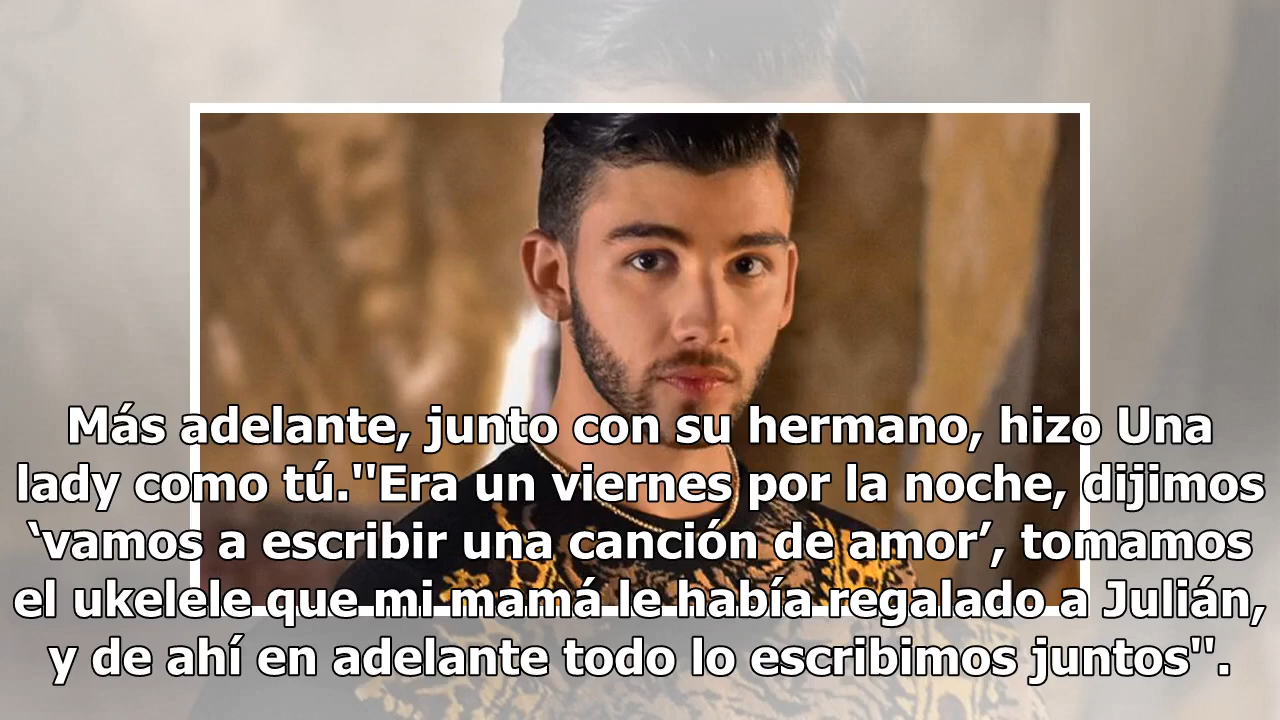 Más adelante, junto con su hermano, hizo Una
lady como tú.''Era un viernes por la noche, dijimos
‘vamos a escribir una canción de amor’, tomamos
el ukelele que mi mamá le había regalado a Julián,
y de ahí en adelante todo lo escribimos juntos''.